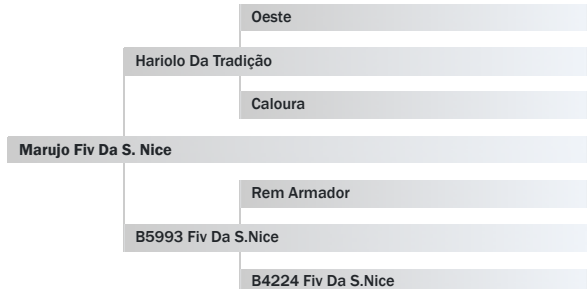 Oeste
Hariolo Da Tradição
Caloura
Marujo Fiv Da S. Nice
Rem Armador
B5993 Fiv Da S.Nice
B4224 Fiv Da S.Nice